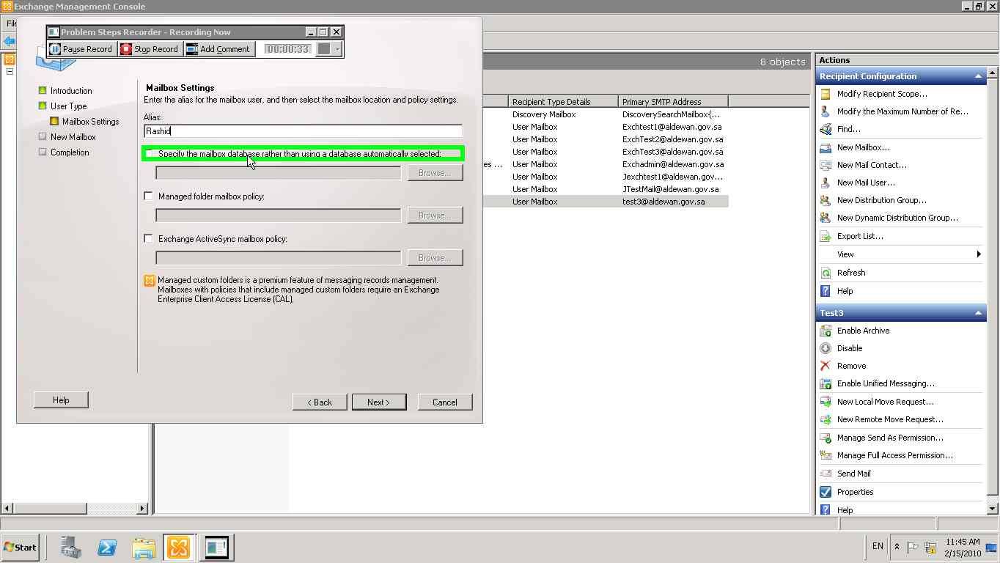 Exchange Management Console
File
Problem Steps Recorder - Recording Now
Pause Record
Stop Record
Add Comment
00:00:33
Introduction
User Type
Mailbox Settings
New Mailbox
Completion
Mailbox Settings
Enter the alias for the mailbox user, and then select the mailbox location and policy settings.
Alias:
Rashid
Specify the mailbox database rather than using a database automatically selected:
Browse...
Managed folder mailbox policy:
Browse...
Exchange ActiveSync mailbox policy:
Browse...
Managed custom folders is a premium feature of messaging records management.
Mailboxes with policies that include managed custom folders require an Exchange
Enterprise Client Access License (CAL).
Help
< Back
Next >
Cancel
8 objects
Recipient Type Details
Primary SMTP Address
Discovery Mailbox
DiscoverySearchMailbox{...
User Mailbox
Exchtest1@aldewan.gov.sa
User Mailbox
ExchTest2@aldewan.gov.sa
User Mailbox
ExchTest3@aldewan.gov.sa
es ...
User Mailbox
Exchadmin@aldewan.gov.sa
User Mailbox
Jexchtest1@aldewan.gov...
User Mailbox
JTestMail@aldewan.gov.sa
User Mailbox
test3@aldewan.gov.sa
Actions
Recipient Configuration
Modify Recipient Scope...
Modify the Maximum Number of Re...
Find...
New Mailbox...
New Mail Contact...
New Mail User...
New Distribution Group...
New Dynamic Distribution Group...
Export List...
View
Refresh
Help
Test3
Enable Archive
Disable
Remove
Enable Unified Messaging...
New Local Move Request...
New Remote Move Request...
Manage Send As Permission...
Manage Full Access Permission...
Send Mail
Properties
Help
Start
EN
11:45 AM
2/15/2010